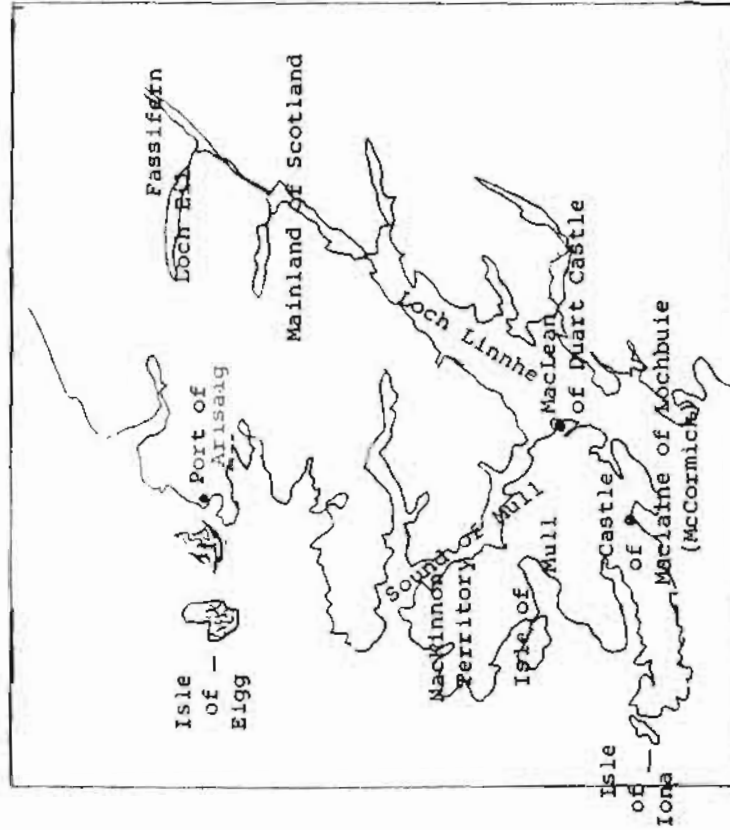 Fassifern
Loch Eil
Mainland of Scotland
Port of
Arisaig
Isle
of —
Eigg
Loch Linnhe
Sound of Mull
MacLean
of Duart Castle
Mackinnon
Territory
Isle of
Mull
Castle
of
Maclaine of Lochbuie
(McCormick)
Isle
of —
Iona